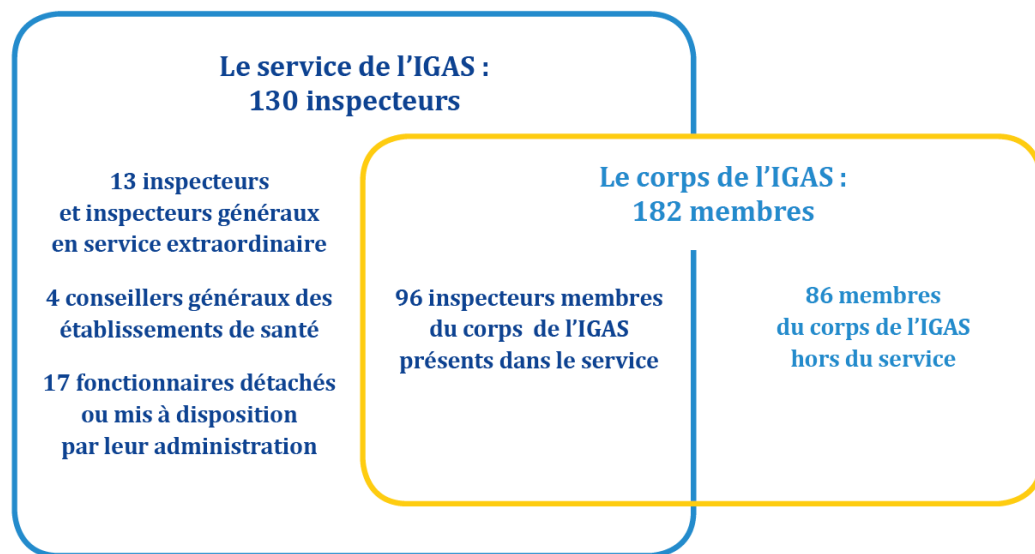 Le service de l’IGAS :
130 inspecteurs
13 inspecteurs
et inspecteurs généraux
en service extraordinaire
4 conseillers généraux des
établissements de santé
17 fonctionnaires détachés
ou mis à disposition
par leur administration
Le corps de l’IGAS :
182 membres
96 inspecteurs membres
du corps de l’IGAS
présents dans le service
86 membres
du corps de l’IGAS
hors du service